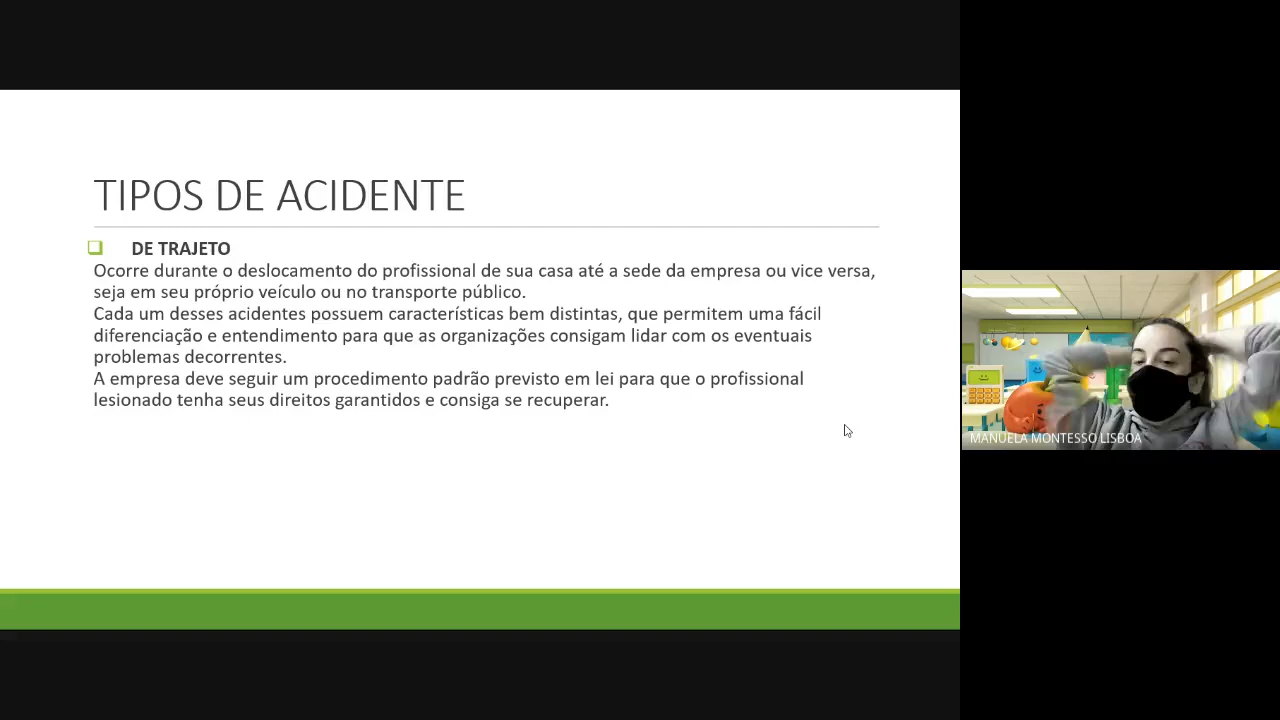 TIPOS DE ACIDENTE
DE TRAJETO
Ocorre durante o deslocamento do profissional de sua casa até a sede da empresa ou vice versa,
seja em seu próprio veículo ou no transporte público.
Cada um desses acidentes possuem características bem distintas, que permitem uma fácil
diferenciação e entendimento para que as organizações consigam lidar com os eventuais
problemas decorrentes.
A empresa deve seguir um procedimento padrão previsto em lei para que o profissional
lesionado tenha seus direitos garantidos e consiga se recuperar.
MANUELA MONTESSO LISBOA